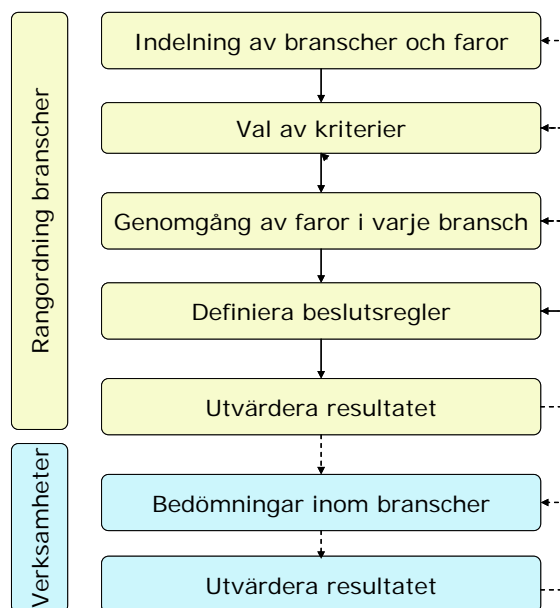 Rangordning branscher
Indelning av branscher och faror
Val av kriterier
Genomgång av faror i varje bransch
Definiera beslutsregler
Utvärdera resultatet
Verksamheter
Bedömningar inom branscher
Utvärdera resultatet